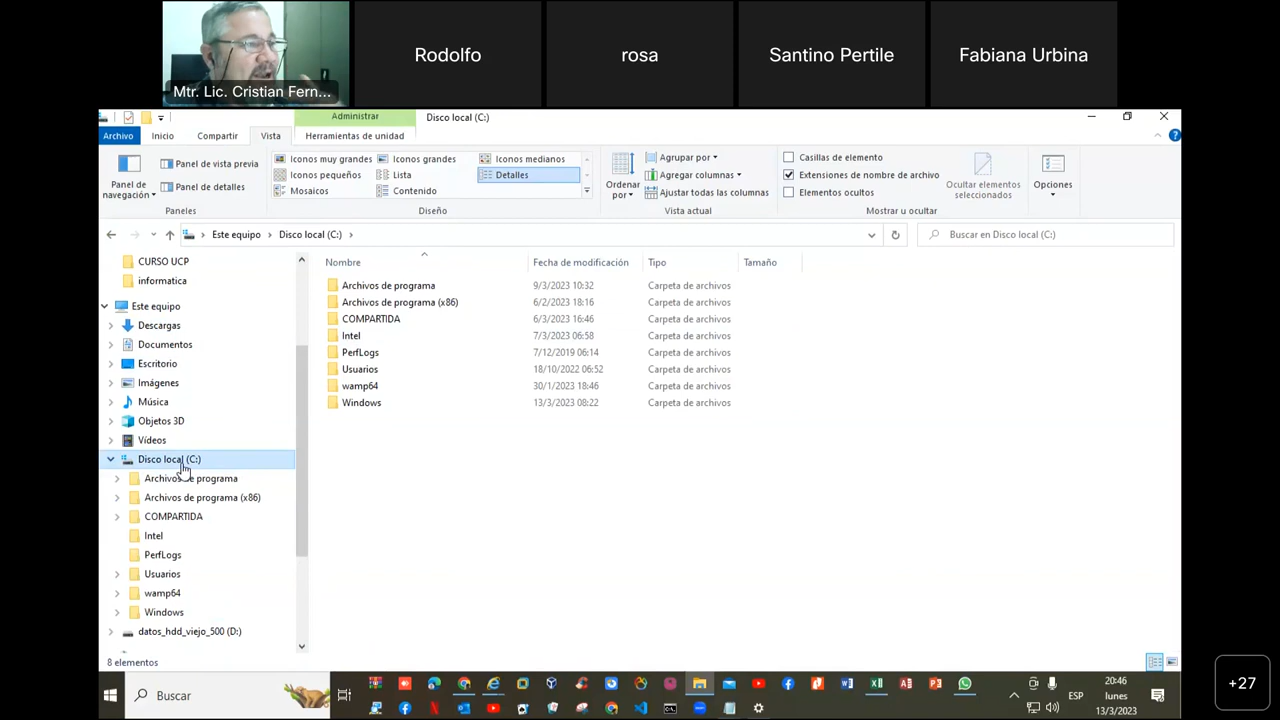 Mtr. Lic. Cristian Fern...
Rodolfo
rosa
Santino Pertile
Fabiana Urbina
Administrar
Disco local (C:)
Archivo
Inicio
Compartir
Vista
Herramientas de unidad
Panel de navegación
Panel de vista previa
Panel de detalles
Paneles
Iconos muy grandes
Iconos grandes
Iconos medianos
Iconos pequeños
Lista
Detalles
Mosaicos
Contenido
Diseño
Ordenar por
Agrupar por
Agregar columnas
Ajustar todas las columnas
Vista actual
Casillas de elemento
Extensiones de nombre de archivo
Elementos ocultos
Ocultar elementos seleccionados
Mostrar u ocultar
Opciones
Este equipo > Disco local (C:) >
Buscar en Disco local (C:)
CURSO UCP
informatica
Este equipo
Descargas
Documentos
Escritorio
Imágenes
Música
Objetos 3D
Vídeos
Disco local (C:)
Archivos de programa
Archivos de programa (x86)
COMPARTIDA
Intel
PerfLogs
Usuarios
wamp64
Windows
datos_hdd_viejo_500 (D:)
Nombre Fecha de modificación Tipo Tamaño
Archivos de programa 9/3/2023 10:32 Carpeta de archivos
Archivos de programa (x86) 6/2/2023 18:16 Carpeta de archivos
COMPARTIDA 6/3/2023 16:46 Carpeta de archivos
Intel 7/3/2023 06:58 Carpeta de archivos
PerfLogs 7/12/2019 06:14 Carpeta de archivos
Usuarios 18/10/2022 06:52 Carpeta de archivos
wamp64 30/1/2023 18:46 Carpeta de archivos
Windows 13/3/2023 08:22 Carpeta de archivos
8 elementos
Buscar
ESP
20:46
lunes
13/3/2023
+27